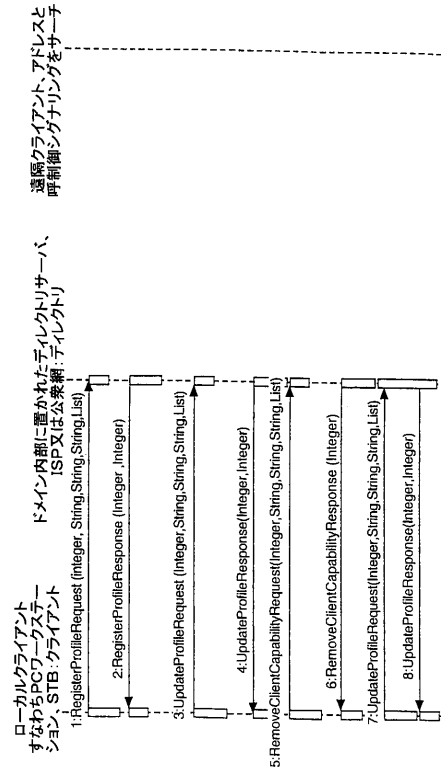 ローカルクライアント
すなわちPCワークステー
ション、STB:クライアント
ドメイン内部に置かれたディレクトリサーバ、
ISP又は公衆網:ディレクトリ
遠隔クライアント、アドレスと
呼制御シグナリングをサーチ
1:RegisterProfileRequest (integer, String,String,String,List)
2:RegisterProfileResponse (Integer ,Integer)
3:UpdateProfileRequest (Integer,String,String,String,List)
4:UpdateProfileResponse(Integer,Integer)
5:RemoveClientCapabilityRequest(Integer,String,String,String,List)
6:RemoveClientCapabilityResponse (Integer)
7:UpdateProfileRequest((Integer,String,String,String,List)
8:UpdateProfileResponse(Integer,Integer)